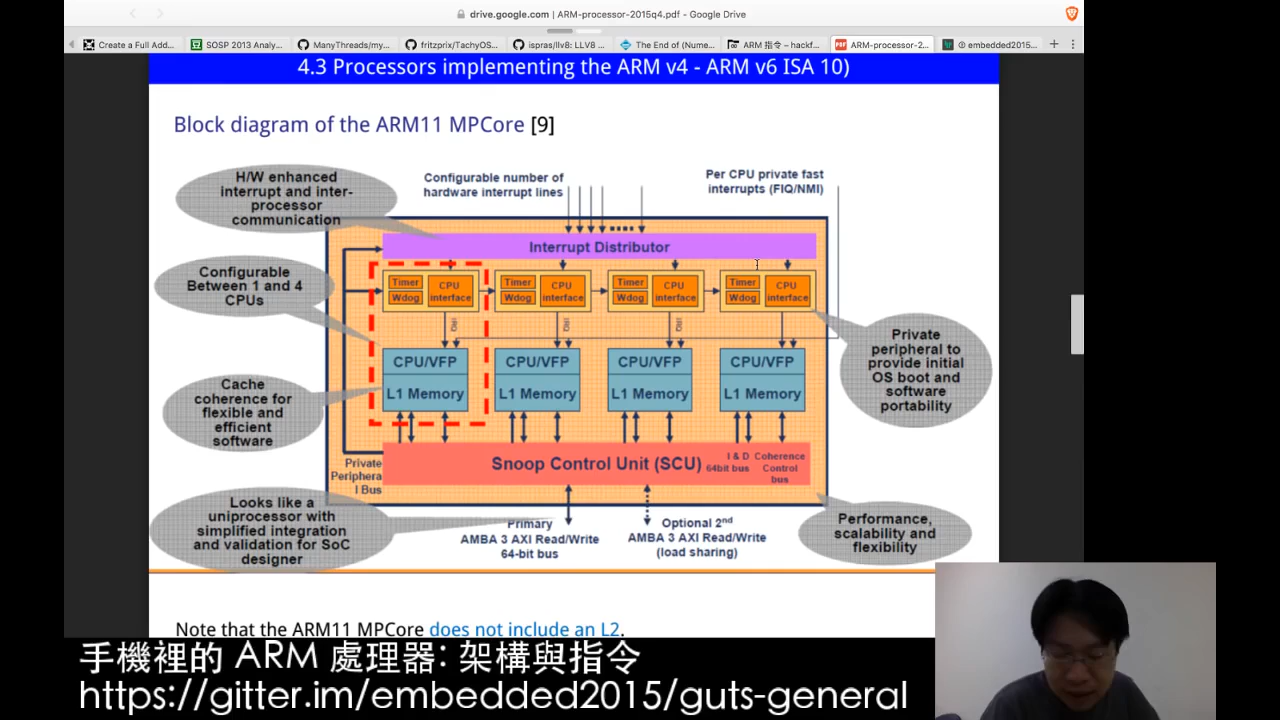 drive.google.com | ARM-processor-2015q4.pdf - Google Drive
Create a Full Add...
SOSP 2013 Analy...
ManyThreads/my...
fritzprix/TachyOS...
ispras/llv8: LLV8 ...
The End of (Nume...
ARM 指令 – hackf...
ARM-processor-2...
embedded2015...
4.3 Processors implementing the ARM v4 - ARM v6 ISA 10)
Block diagram of the ARM11 MPCore [9]
H/W enhanced
interrupt and inter-
processor
communication
Configurable number of
hardware interrupt lines
Per CPU private fast
interrupts (FIQ/NMI)
Interrupt Distributor
Configurable
Between 1 and 4
CPUs
Timer
Wdog
CPU
interface
Timer
Wdog
CPU
interface
Timer
Wdog
CPU
interface
Timer
Wdog
CPU
interface
IRQ
IRQ
IRQ
CPU/VFP
L1 Memory
CPU/VFP
L1 Memory
CPU/VFP
L1 Memory
CPU/VFP
L1 Memory
Private
peripheral to
provide initial
OS boot and
software
portability
Cache
coherence for
flexible and
efficient
software
Private
Periphera
l Bus
Snoop Control Unit (SCU)
I & D
64bit bus
Coherence
Control
bus
Looks like a
uniprocessor with
simplified integration
and validation for SoC
designer
Primary
AMBA 3 AXI Read/Write
64-bit bus
Optional 2nd
AMBA 3 AXI Read/Write
(load sharing)
Performance,
scalability and
flexibility
Note that the ARM11 MPCore does not include an L2.
手機裡的 ARM 處理器: 架構與指令
https://gitter.im/embedded2015/guts-general